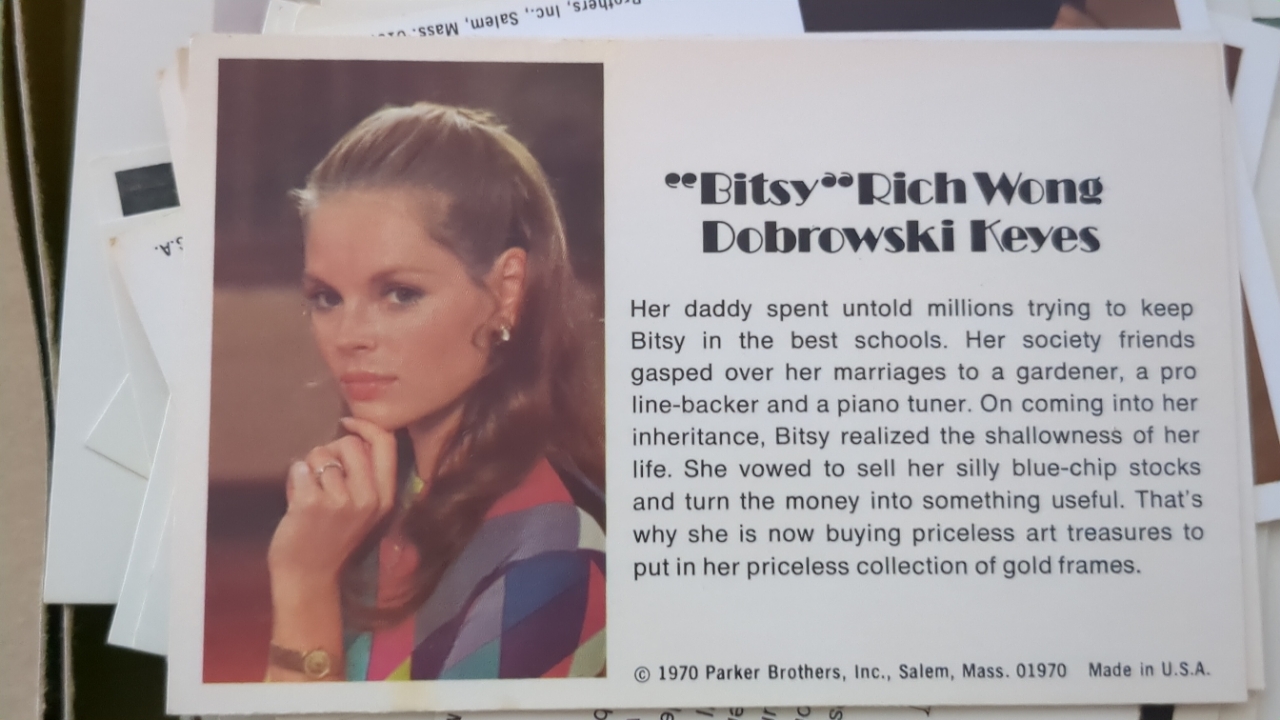 Brothers, Inc., Salem, Mass.
S.A.
“Bitsy” Rich Wong
Dobrowski Keyes
Her daddy spent untold millions trying to keep
Bitsy in the best schools. Her society friends
gasped over her marriages to a gardener, a pro
line-backer and a piano tuner. On coming into her
inheritance, Bitsy realized the shallowness of her
life. She vowed to sell her silly blue-chip stocks
and turn the money into something useful. That's
why she is now buying priceless art treasures to
put in her priceless collection of gold frames.
© 1970 Parker Brothers, Inc., Salem, Mass. 01970 Made in U.S.A.